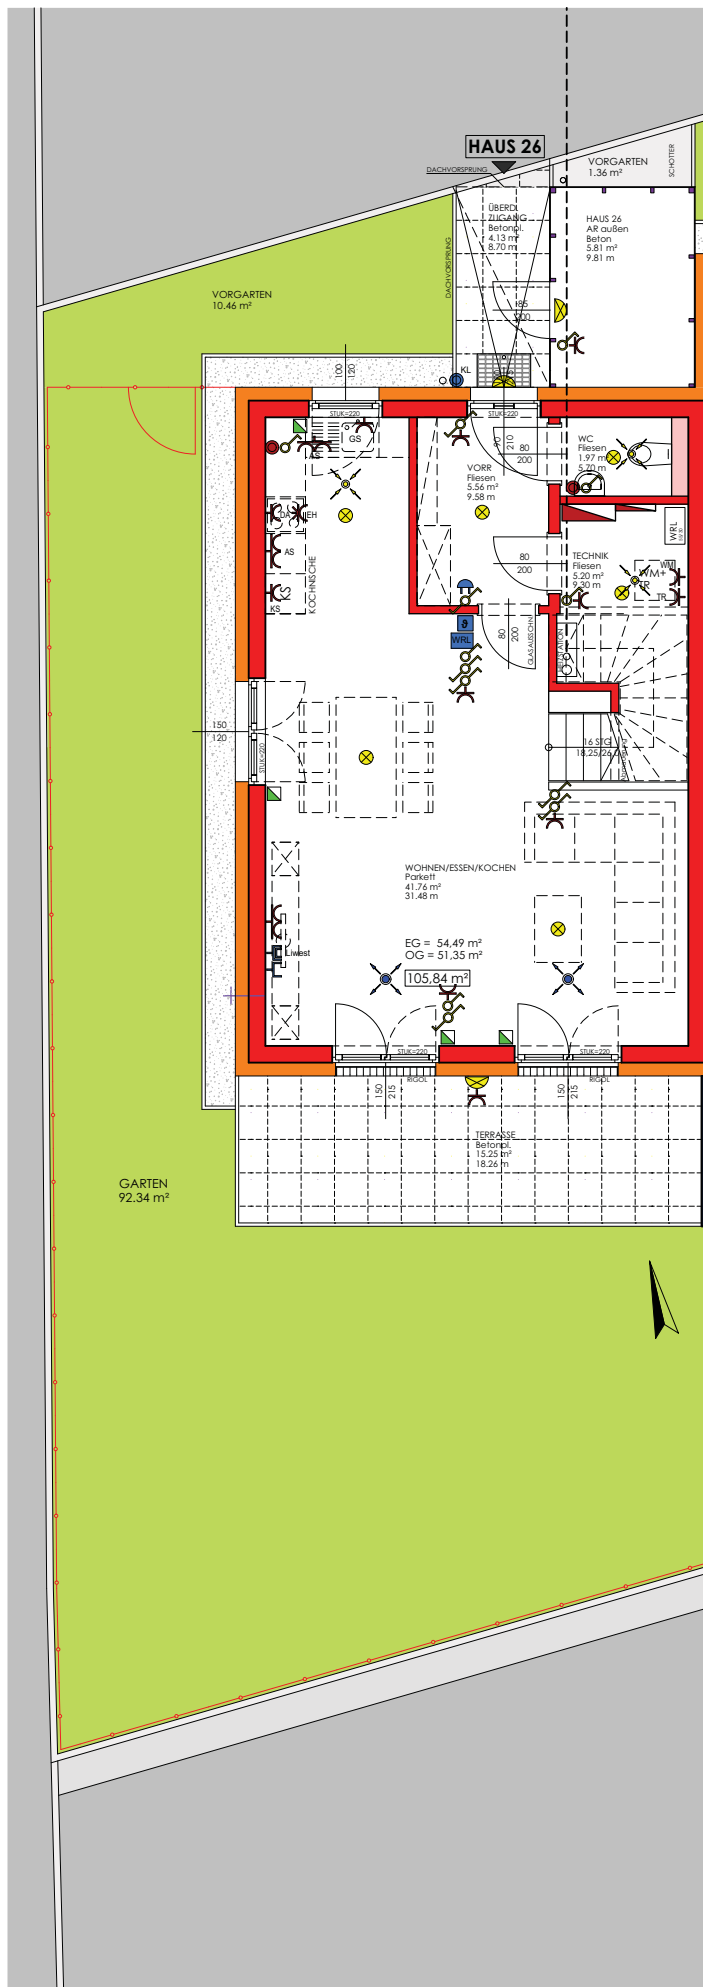 HAUS 26
DACHVORSPRUNG
VORGARTEN
1.36 m²
SCHOTTER
ÜBERD.
ZUGANG
Betonpl.
4.13 m²
8.70 m²
HAUS 26
AR außen
Beton
5.81 m²
9.81 m
DACHVORSPRUNG
VORGARTEN
10.46 m²
85
200
100
120
KL
STUK=220
STUK=220
GS
AS
90
210
80
200
WC
Fliesen
1.97 m
5.70 m
VORR
Fliesen
5.56 m²
9.58 m
DA
EH
AS
KOCHNISCHE
KS
KS
WRL
80
200
TECHNIK
Fliesen
5.20 m²
9.30 m
WM
WM+
TR
TR
WRL
80
200
GLASAUSSCHN
150
120
STUK=220
16 STG
WOHNEN/ESSEN/KOCHEN
Parkett
41.76 m²
31.48 m
EG = 54,49 m²
OG = 51,35 m²
105,84 m²
Liwest
STUK=220
STUK=220
RIGOL
RIGOL
150
215
150
215
TERRASSE
Betonpl.
15.25 m²
18.26 m
GARTEN
92.34 m²